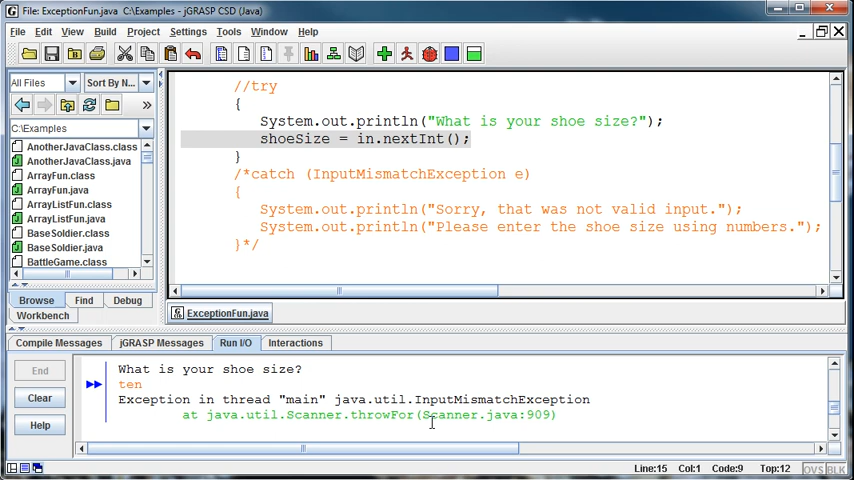 File: ExceptionFun.java C:\Examples - jGRASP CSD (Java)
File Edit View Build Project Settings Tools Window Help
All Files Sort By N...
C:\Examples
AnotherJavaClass.class
AnotherJavaClass.java
ArrayFun.class
ArrayFun.java
ArrayListFun.class
ArrayListFun.java
BaseSoldier.class
BaseSoldier.java
BattleGame.class
Browse Find Debug
Workbench
//try
{
System.out.println("What is your shoe size?");
shoeSize = in.nextInt();
}
/*catch (InputMismatchException e)
{
System.out.println("Sorry, that was not valid input.");
System.out.println("Please enter the shoe size using numbers.");
}*/
ExceptionFun.java
Compile Messages jGRASP Messages Run I/O Interactions
End
Clear
Help
What is your shoe size?
ten
Exception in thread "main" java.util.InputMismatchException
at java.util.Scanner.throwFor(Scanner.java:909)
Line:15 Col:1 Code:9 Top:12 OVS BLK